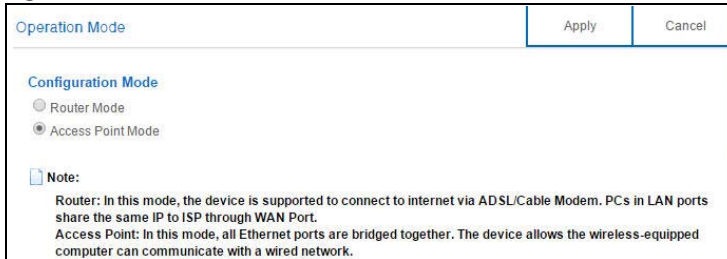 Operation Mode
Apply
Cancel
Configuration Mode
Router Mode
Access Point Mode
Note:
Router: In this mode, the device is supported to connect to internet via ADSL/Cable Modem. PCs in LAN ports
share the same IP to ISP through WAN Port.
Access Point: In this mode, all Ethernet ports are bridged together. The device allows the wireless-equipped
computer can communicate with a wired network.